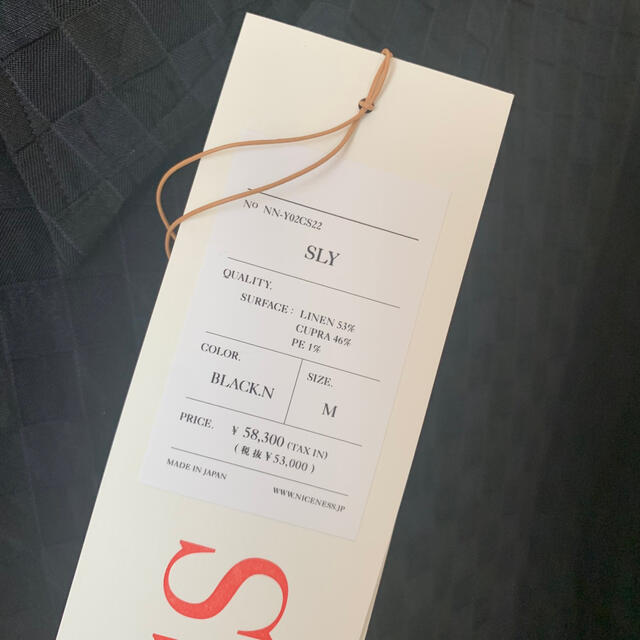 No NN-Y02CS22
SLY
QUALITY.
SURFACE : LINEN 53%
CUPRA 46%
PE 1%
COLOR.
BLACK.N
SIZE.
M
PRICE. ¥ 58,300 (TAX IN)
(税抜¥53,000)
MADE IN JAPAN WWW.NICENESS.JP
S